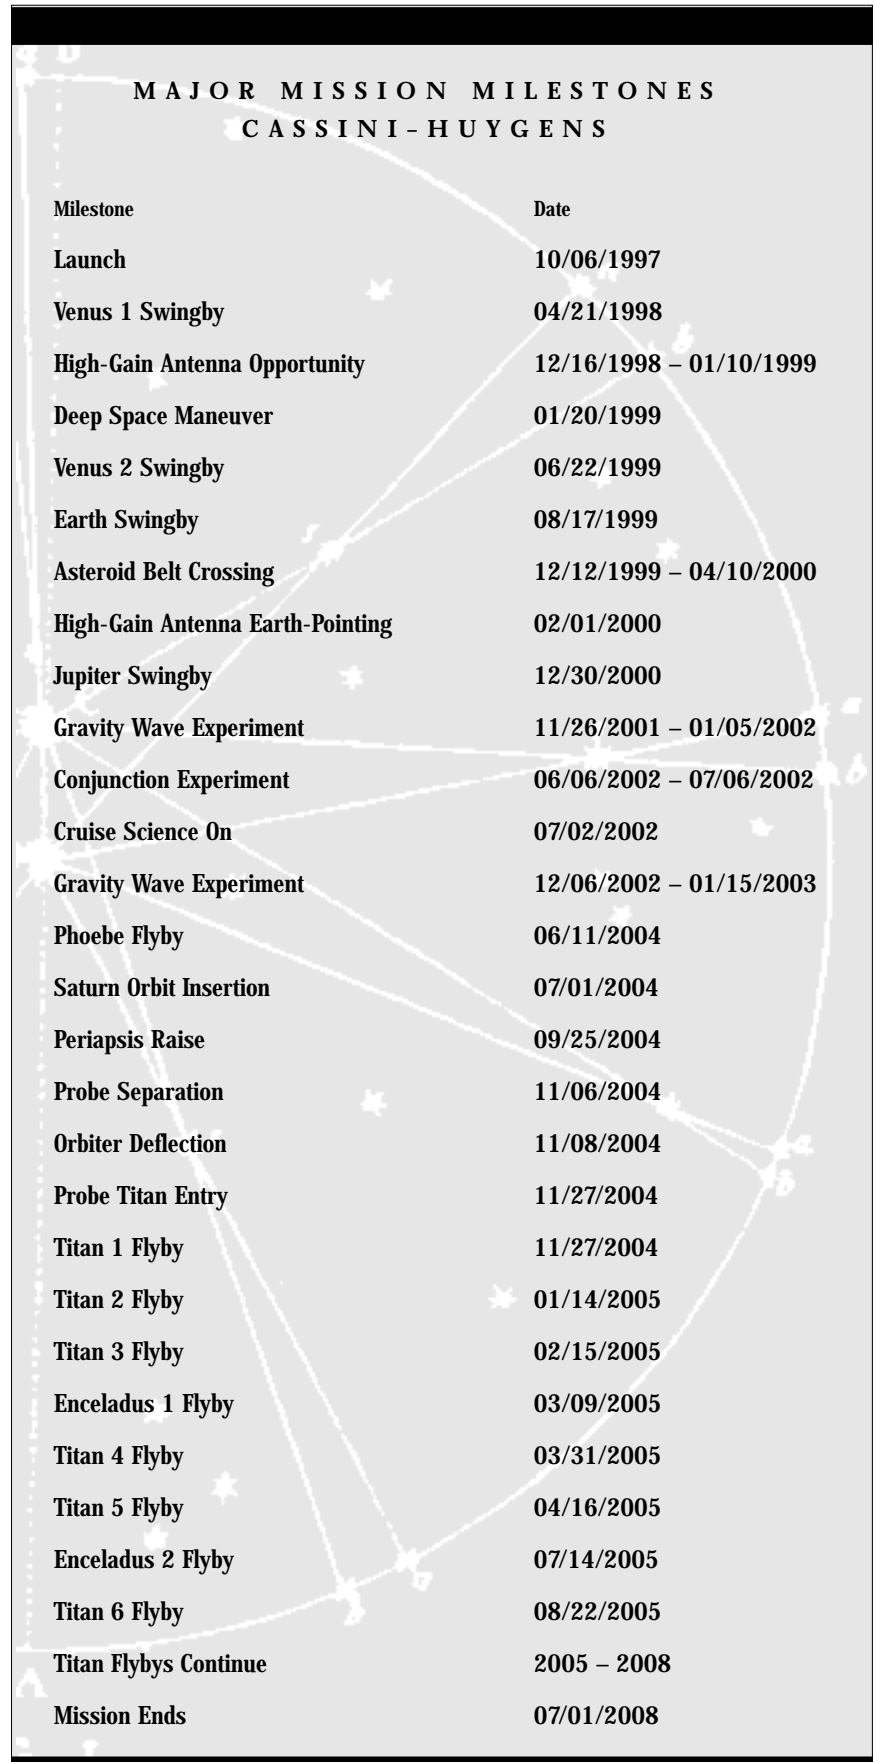 MAJOR MISSION MILESTONES
CASSINI-HUYGENS
Milestone Date
Launch 10/06/1997
Venus 1 Swingby 04/21/1998
High-Gain Antenna Opportunity 12/16/1998 – 01/10/1999
Deep Space Maneuver 01/20/1999
Venus 2 Swingby 06/22/1999
Earth Swingby 08/17/1999
Asteroid Belt Crossing 12/12/1999 – 04/10/2000
High-Gain Antenna Earth-Pointing 02/01/2000
Jupiter Swingby 12/30/2000
Gravity Wave Experiment 11/26/2001 – 01/05/2002
Conjunction Experiment 06/06/2002 – 07/06/2002
Cruise Science On 07/02/2002
Gravity Wave Experiment 12/06/2002 – 01/15/2003
Phoebe Flyby 06/11/2004
Saturn Orbit Insertion 07/01/2004
Periapsis Raise 09/25/2004
Probe Separation 11/06/2004
Orbiter Deflection 11/08/2004
Probe Titan Entry 11/27/2004
Titan 1 Flyby 11/27/2004
Titan 2 Flyby 01/14/2005
Titan 3 Flyby 02/15/2005
Enceladus 1 Flyby 03/09/2005
Titan 4 Flyby 03/31/2005
Titan 5 Flyby 04/16/2005
Enceladus 2 Flyby 07/14/2005
Titan 6 Flyby 08/22/2005
Titan Flybys Continue 2005 – 2008
Mission Ends 07/01/2008